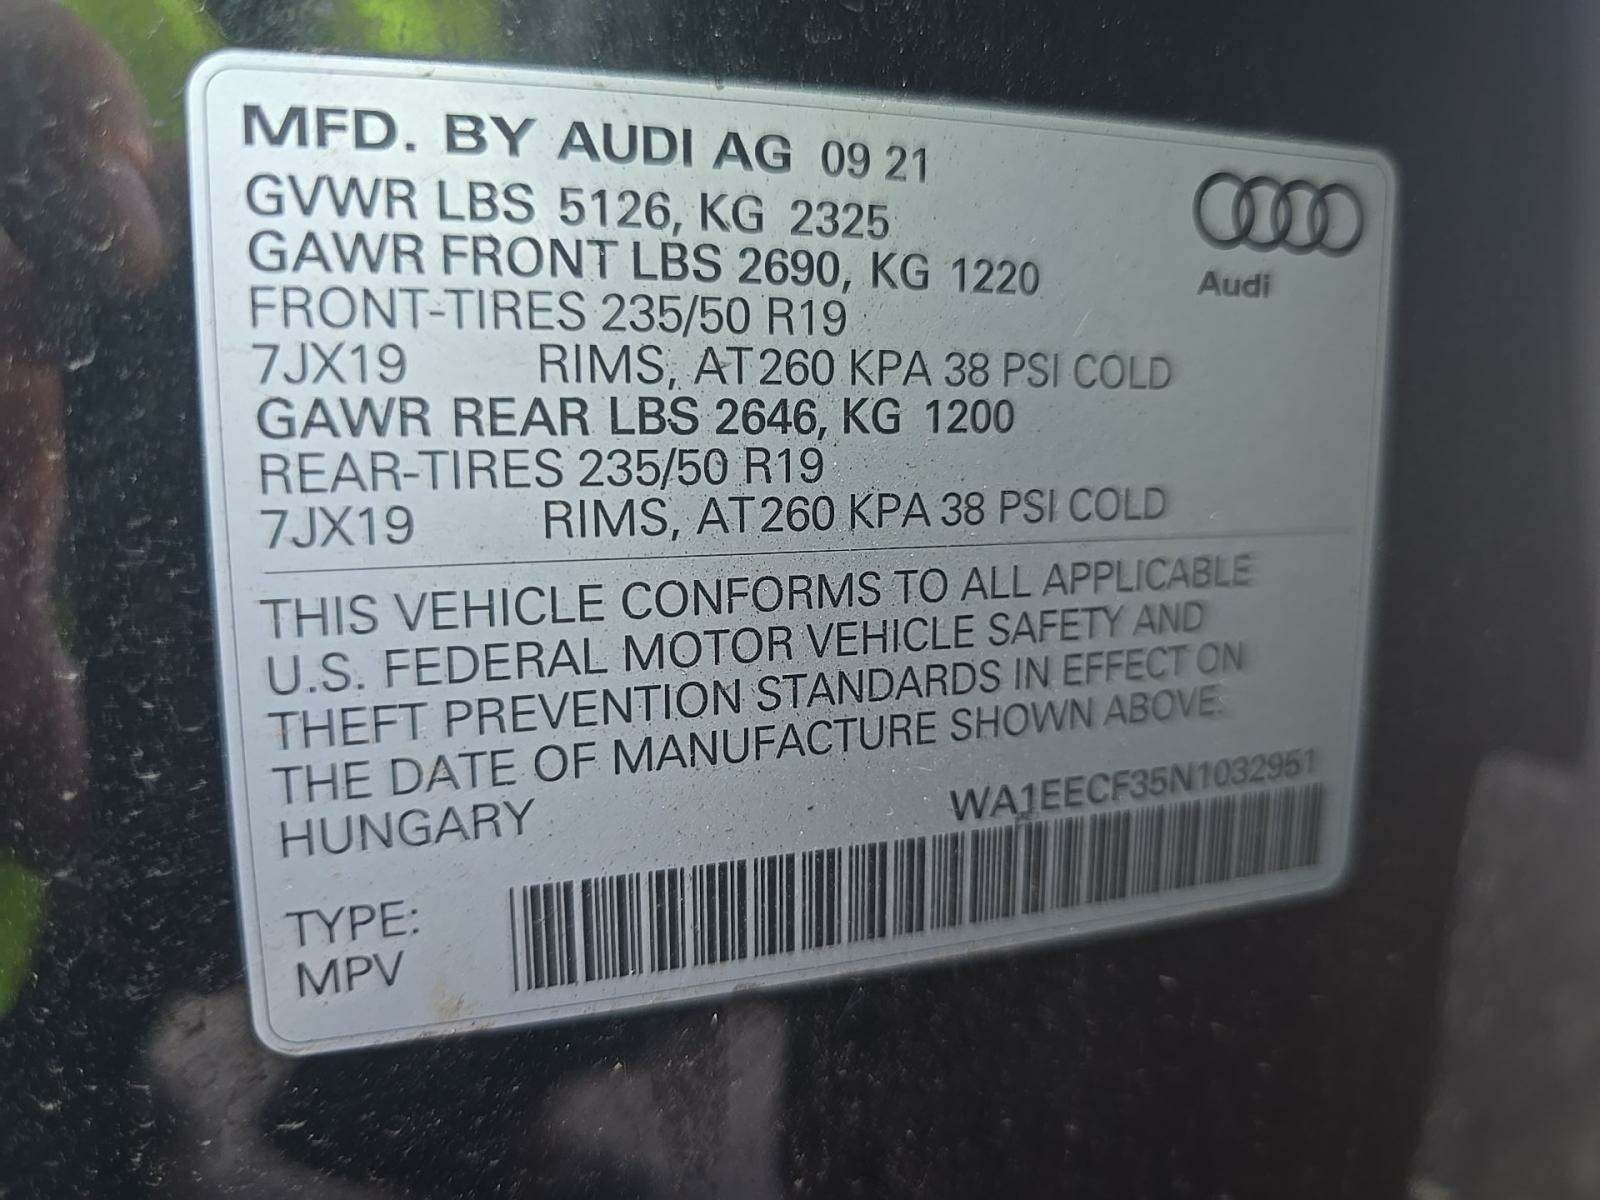 MFD. BY AUDI AG 09 21
GVWR LBS 5126, KG 2325
GAWR FRONT LBS 2690, KG 1220
FRONT-TIRES 235/50 R19
7JX19 RIMS, AT 260 KPA 38 PSI COLD
GAWR REAR LBS 2646, KG 1200
REAR-TIRES 235/50 R19
7JX19 RIMS, AT 260 KPA 38 PSI COLD
Audi
THIS VEHICLE CONFORMS TO ALL APPLICABLE
U.S. FEDERAL MOTOR VEHICLE SAFETY AND
THEFT PREVENTION STANDARDS IN EFFECT ON
THE DATE OF MANUFACTURE SHOWN ABOVE.
HUNGARY WA1EECF35N1032951
TYPE:
MPV